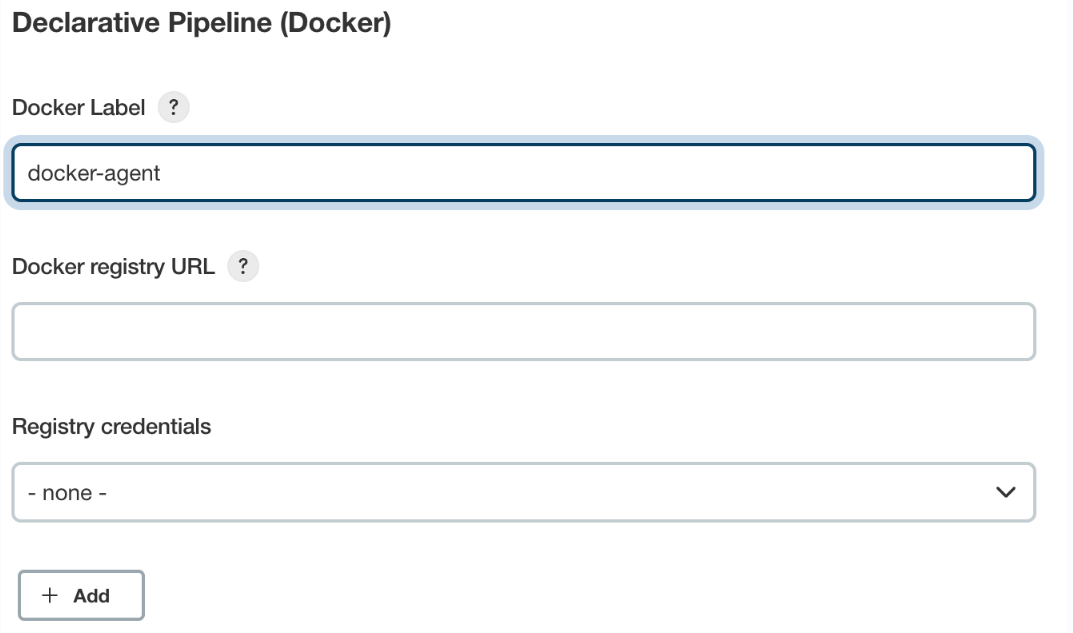 Declarative Pipeline (Docker)
Docker Label ?
docker-agent
Docker registry URL ?
Registry credentials
- none -
+ Add